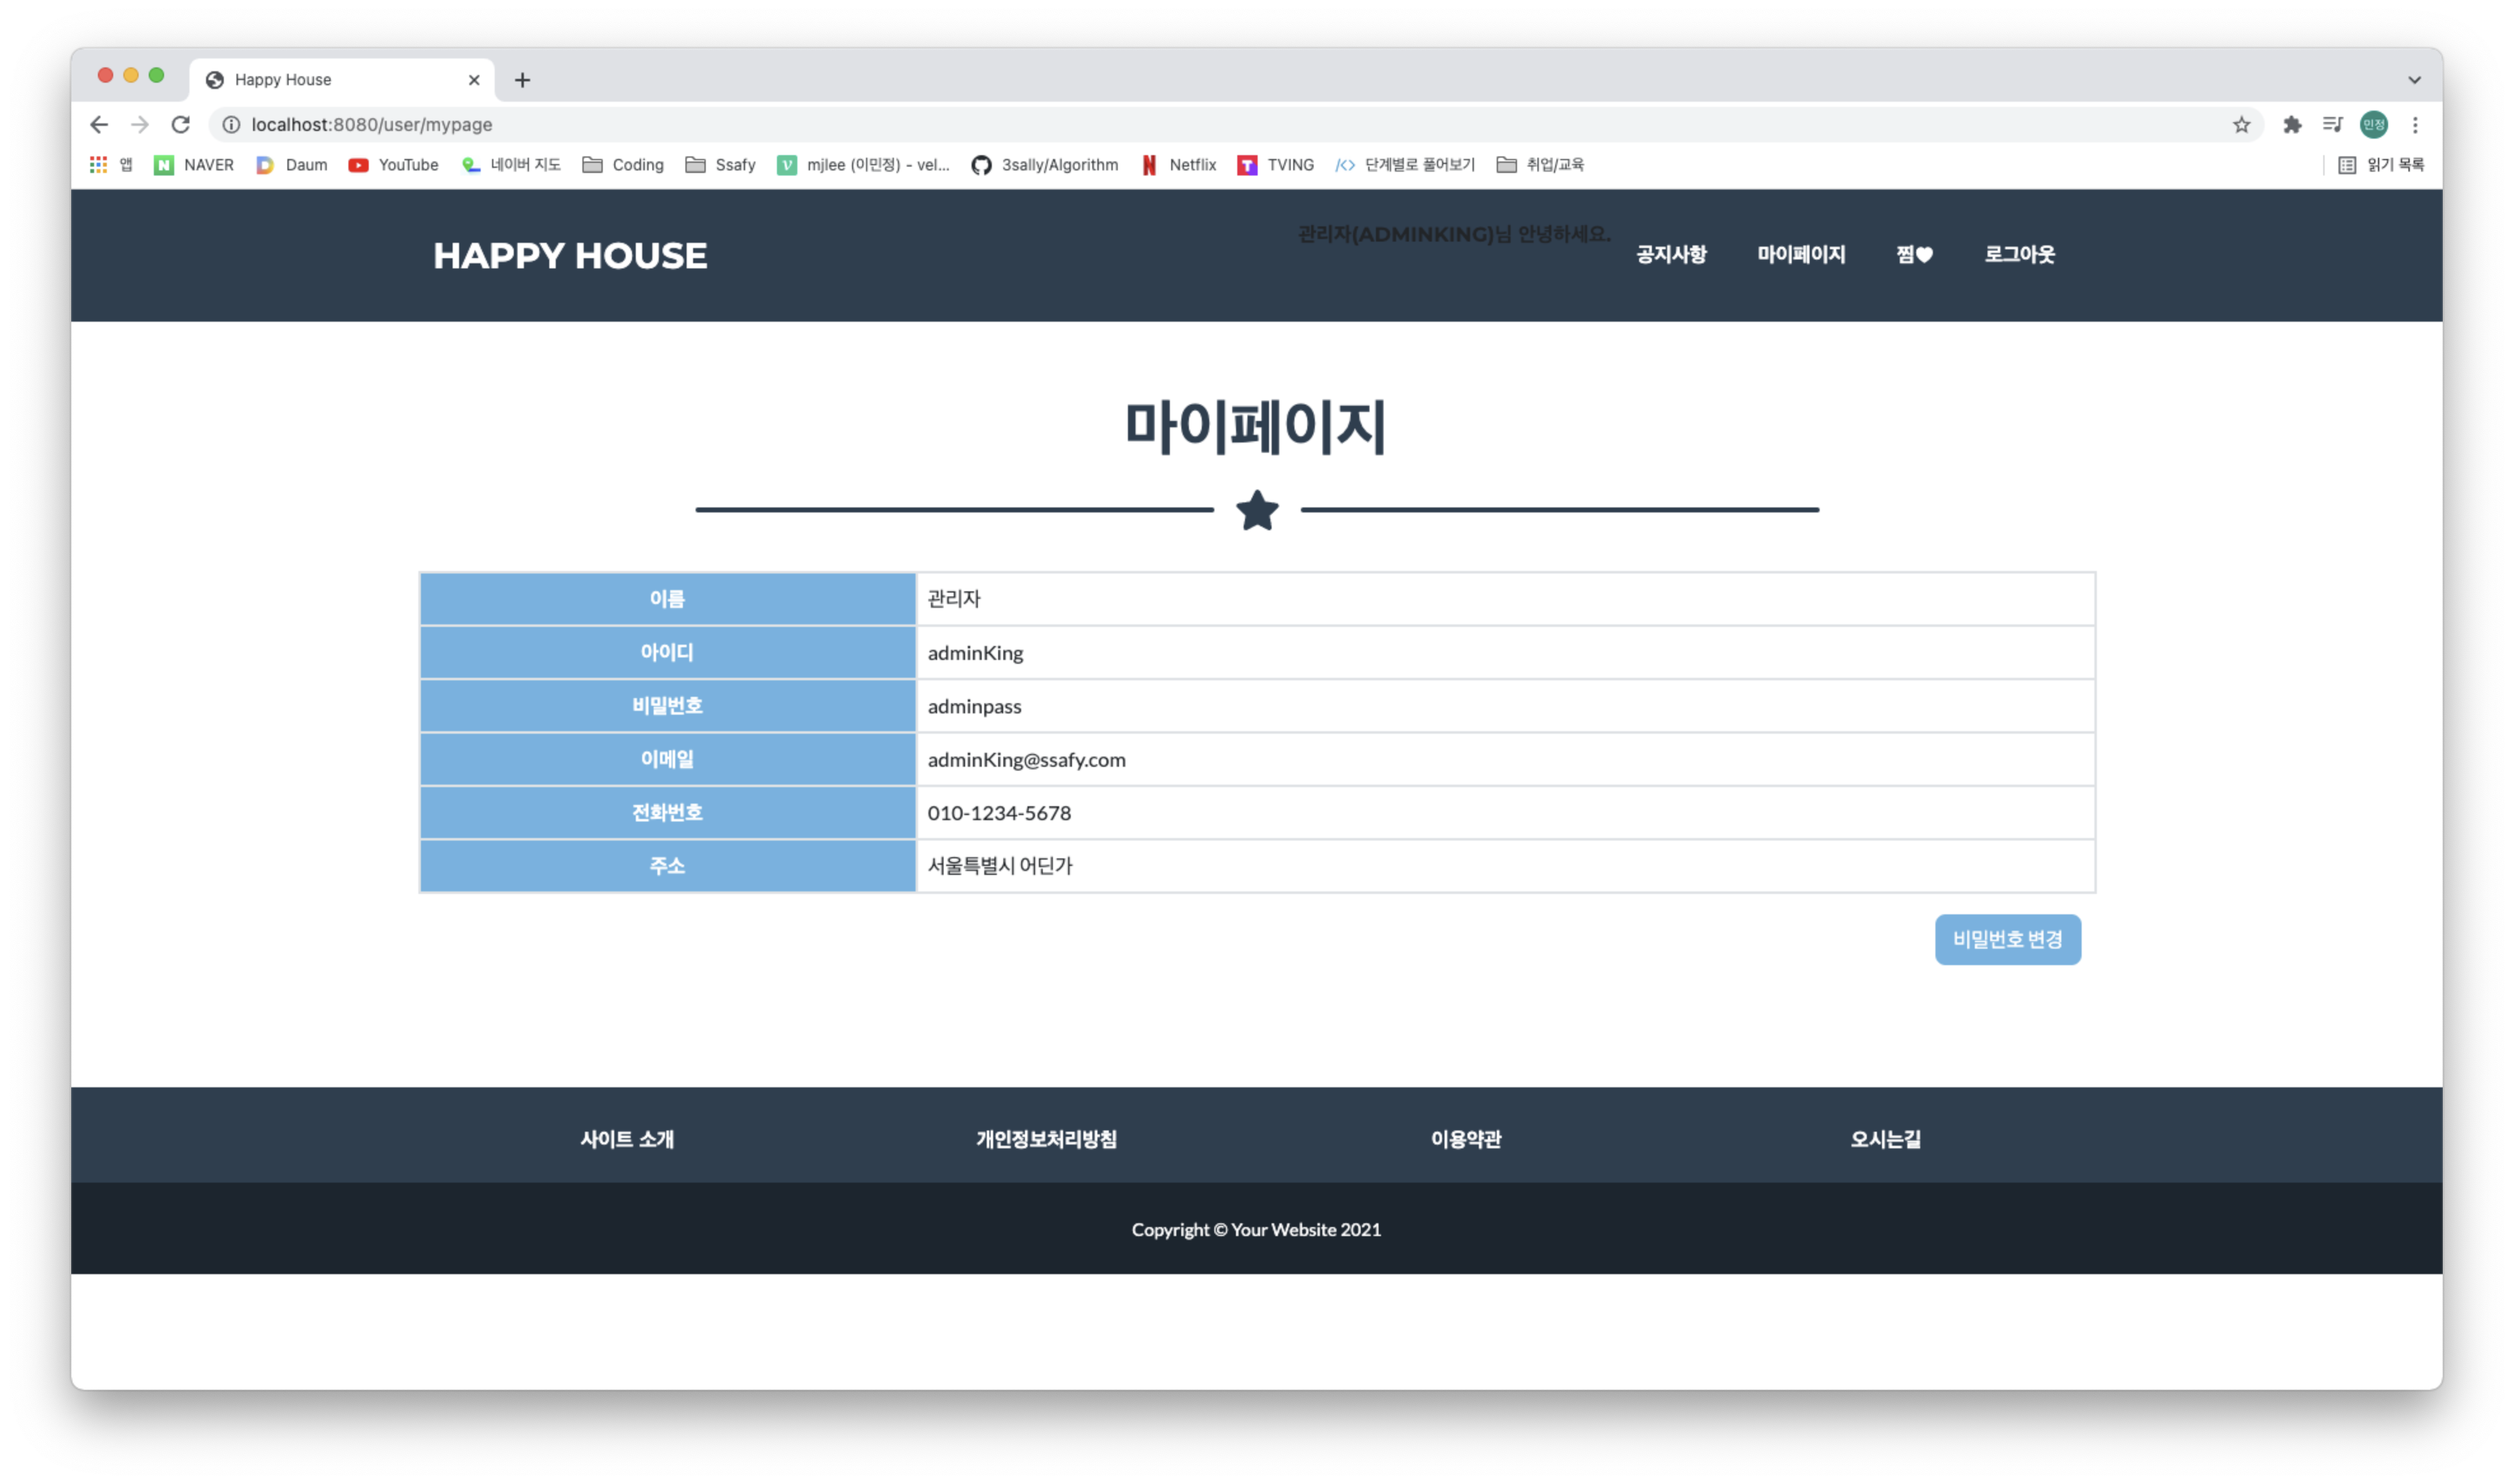 Happy House
localhost:8080/user/mypage
민정
앱 NAVER Daum YouTube 네이버 지도 Coding Ssafy mjlee (이민정) - vel... 3sally/Algorithm Netflix TVING 단계별로 풀어보기 취업/교육 읽기 목록
관리자(ADMINKING)님 안녕하세요.
HAPPY HOUSE 공지사항 마이페이지 찜♥ 로그아웃
마이페이지
이름 관리자
아이디 adminKing
비밀번호 adminpass
이메일 adminKing@ssafy.com
전화번호 010-1234-5678
주소 서울특별시 어딘가
비밀번호 변경
사이트 소개 개인정보처리방침 이용약관 오시는길
Copyright © Your Website 2021